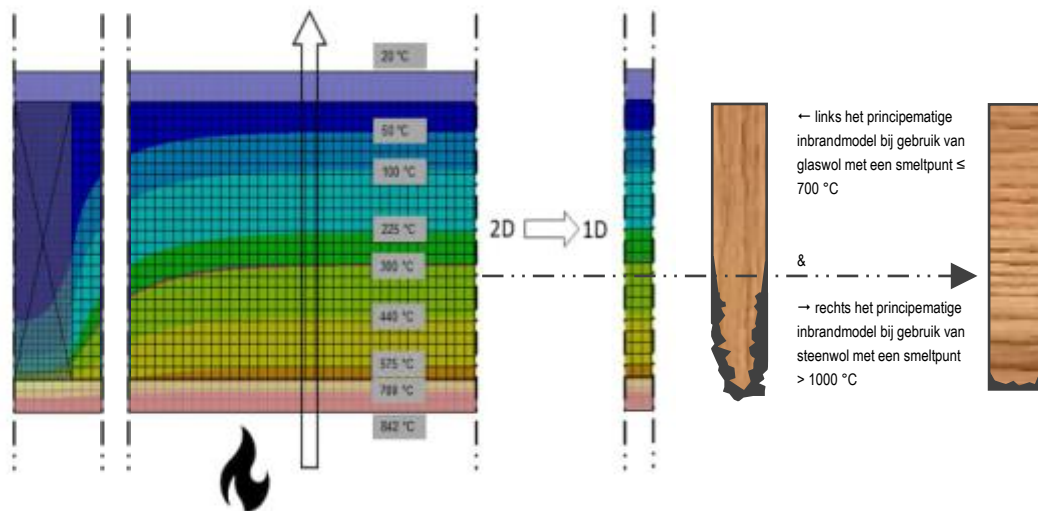 20 °C
50 °C
100 °C
225 °C
300 °C
440 °C
575 °C
789 °C
842 °C
2D
1D
← links het principematige
inbrandmodel bij gebruik van
glaswol met een smeltpunt ≤
700 °C
&
→ rechts het principematige
inbrandmodel bij gebruik van
steenwol met een smeltpunt
> 1000 °C